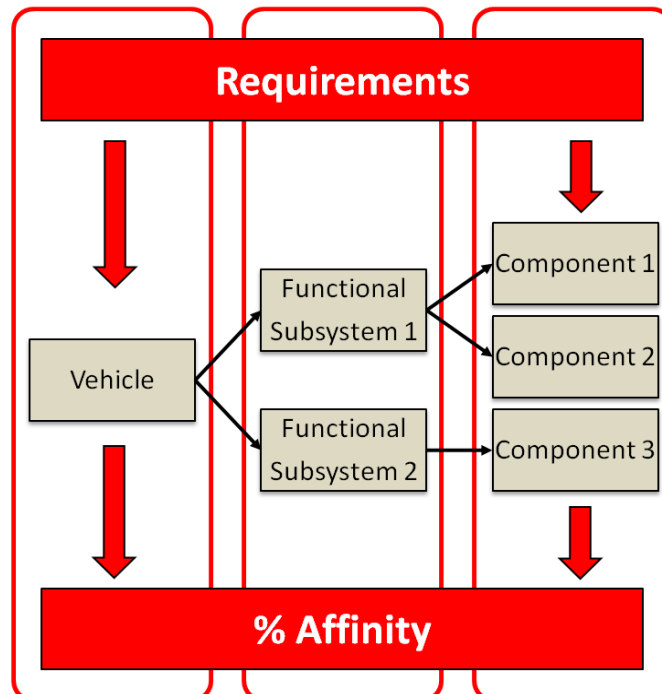 Requirements
Vehicle
Functional
Subsystem 1
Functional
Subsystem 2
Component 1
Component 2
Component 3
% Affinity